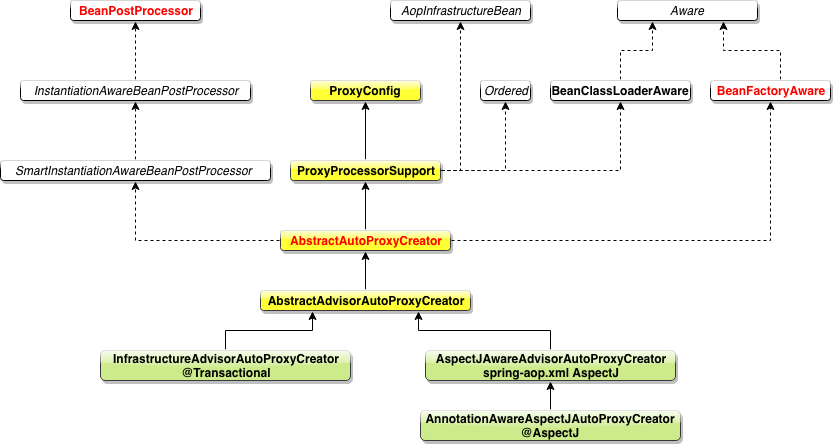 BeanPostProcessor
AopInfrastructureBean
Aware
InstantiationAwareBeanPostProcessor
ProxyConfig
Ordered
BeanClassLoaderAware
BeanFactoryAware
SmartInstantiationAwareBeanPostProcessor
ProxyProcessorSupport
AbstractAutoProxyCreator
AbstractAdvisorAutoProxyCreator
InfrastructureAdvisorAutoProxyCreator
@Transactional
AspectJAwareAdvisorAutoProxyCreator
spring-aop.xml AspectJ
AnnotationAwareAspectJAutoProxyCreator
@AspectJ